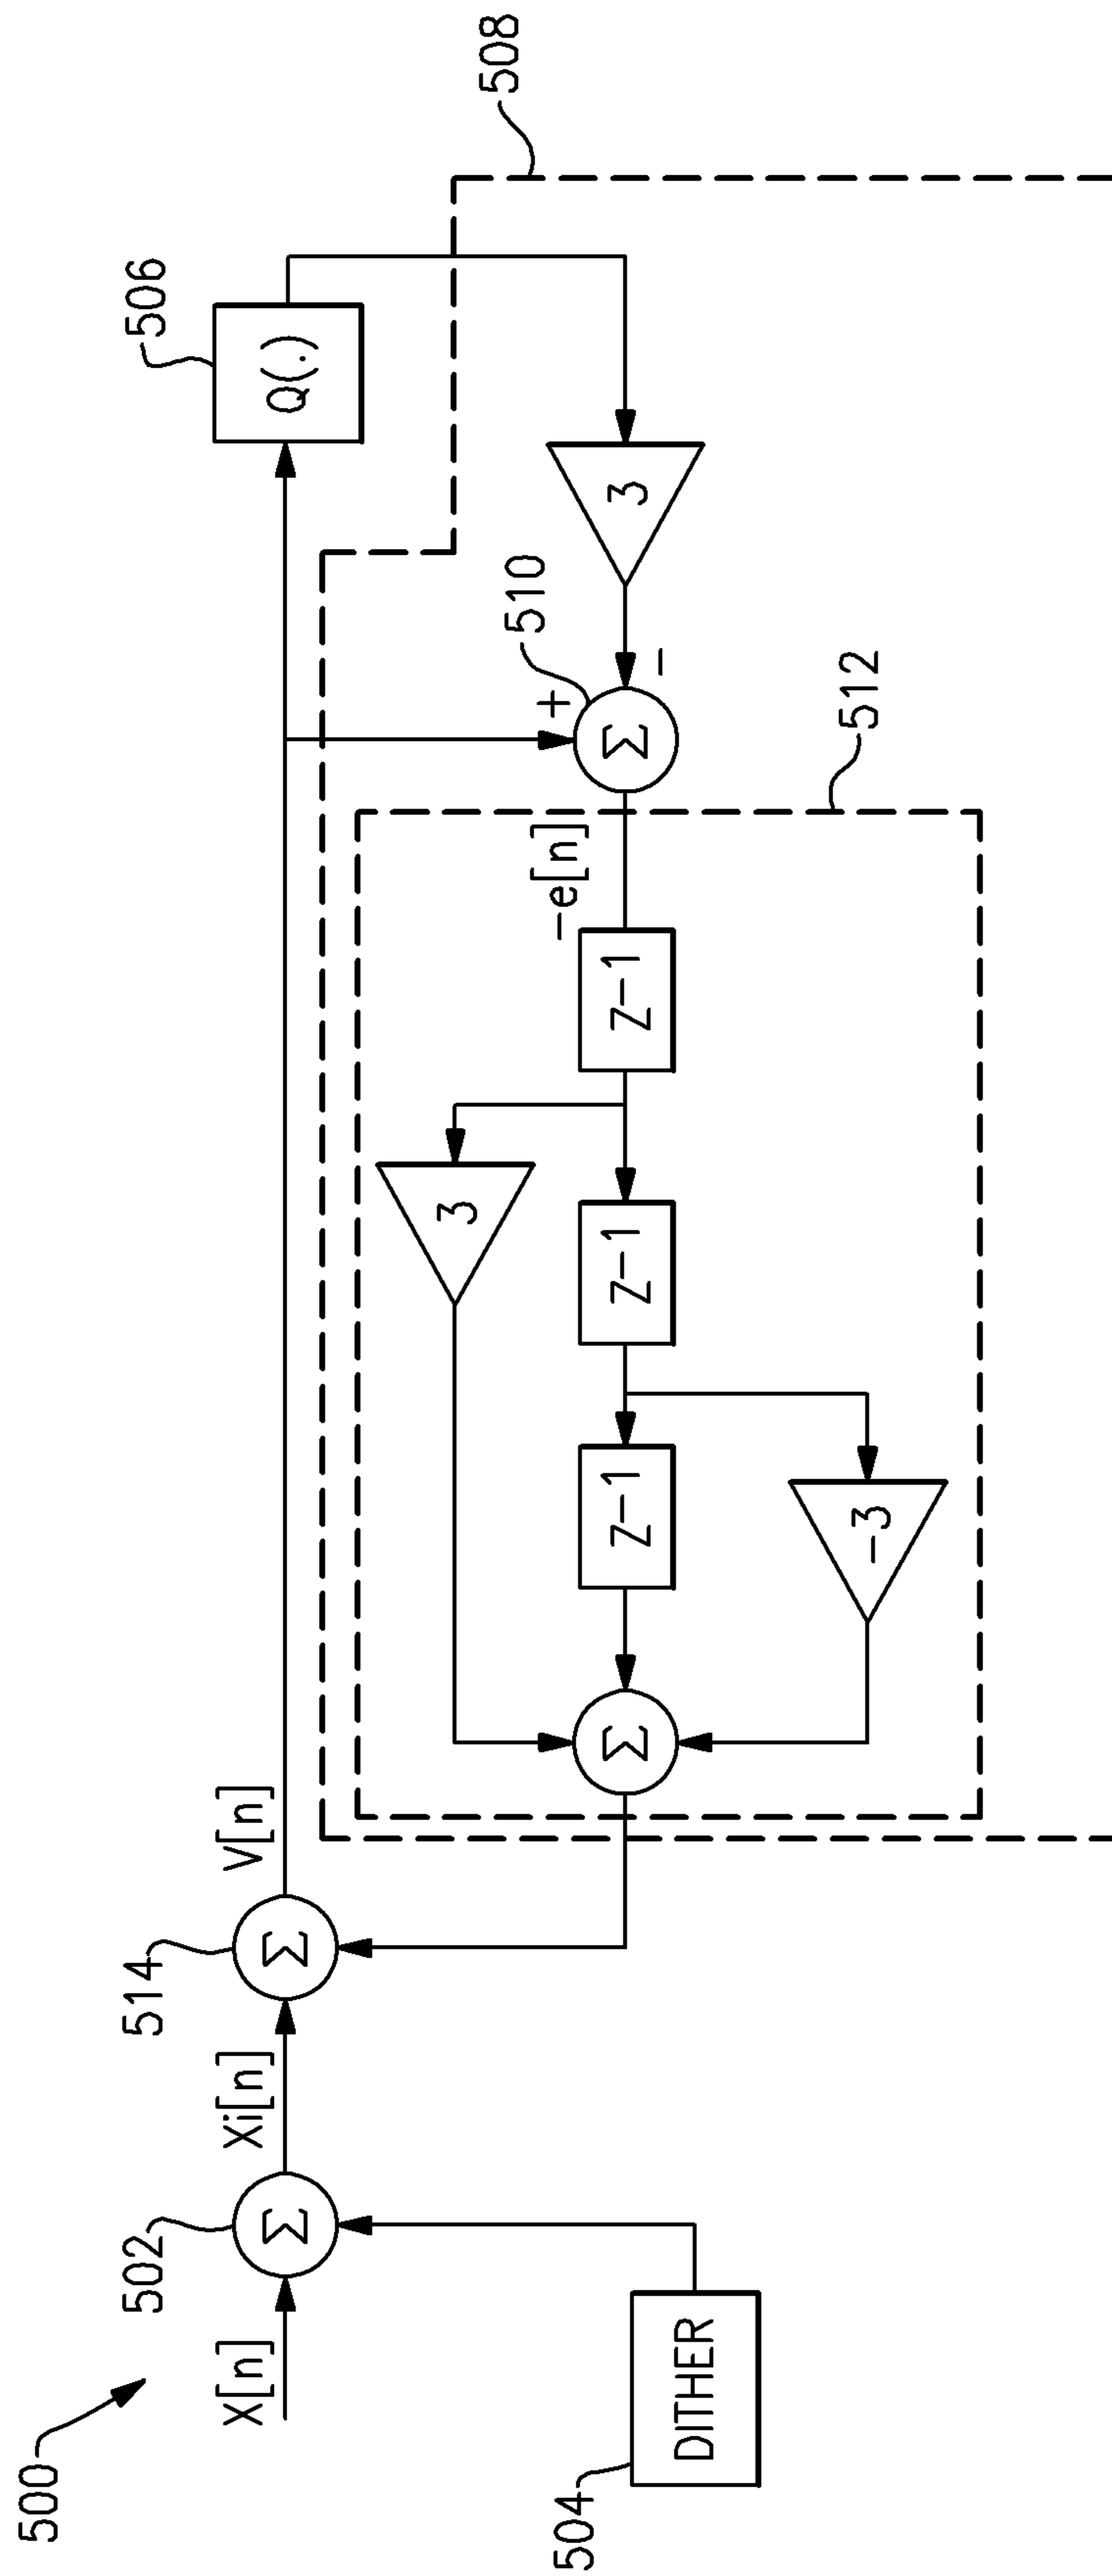 500
X[n]
502
Σ
Xi[n]
514
Σ
V[n]
506
Q(.)
508
504
DITHER
512
Σ
Z-1
-3
Z-1
3
Z-1
-e[n]
510
+
Σ
-
3